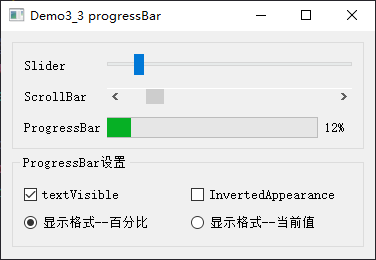 Demo3_3 progressBar
Slider
ScrollBar
ProgressBar 12%
ProgressBar设置
textVisible InvertedAppearance
显示格式--百分比 显示格式--当前值